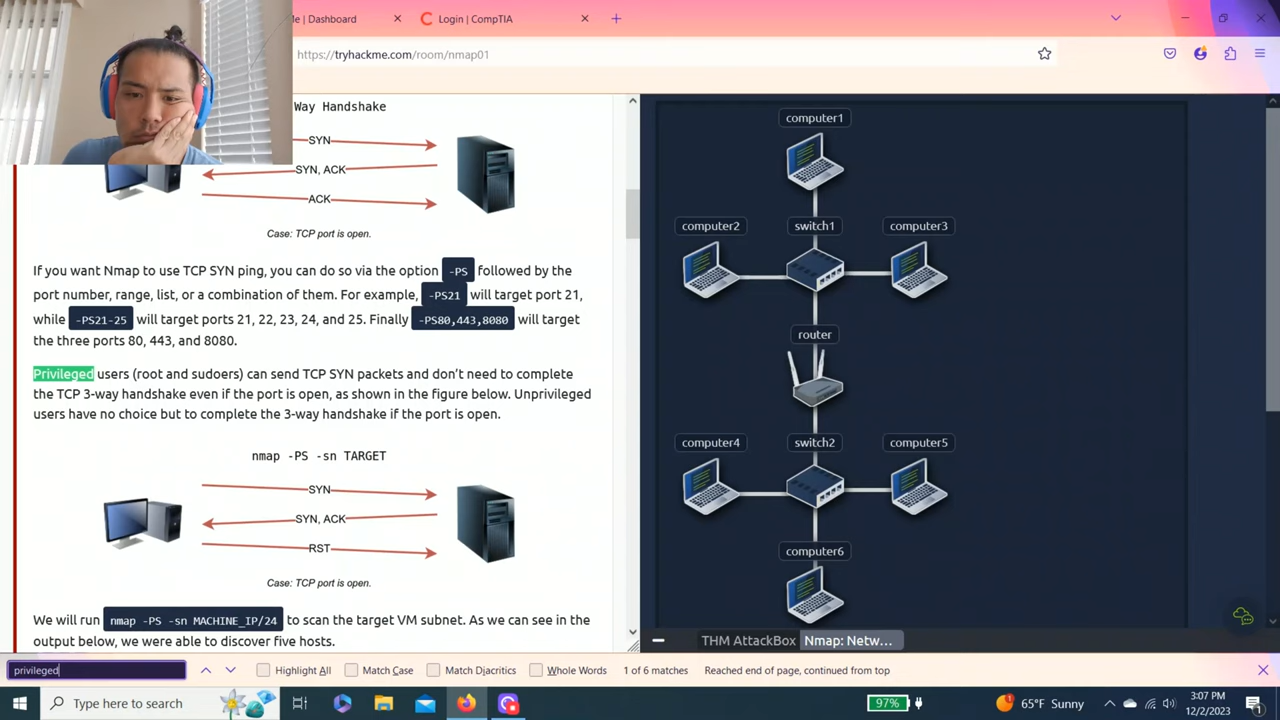 le | Dashboard
Login | CompTIA
https://tryhackme.com/room/nmap01
Way Handshake
SYN
SYN, ACK
ACK
Case: TCP port is open.
If you want Nmap to use TCP SYN ping, you can do so via the option -PS followed by the
port number, range, list, or a combination of them. For example, -PS21 will target port 21,
while -PS21-25 will target ports 21, 22, 23, 24, and 25. Finally -PS80,443,8080 will target
the three ports 80, 443, and 8080.
Privileged users (root and sudoers) can send TCP SYN packets and don't need to complete
the TCP 3-way handshake even if the port is open, as shown in the figure below. Unprivileged
users have no choice but to complete the 3-way handshake if the port is open.
nmap -PS -sn TARGET
SYN
SYN, ACK
RST
Case: TCP port is open.
We will run nmap -PS -sn MACHINE_IP/24 to scan the target VM subnet. As we can see in the
output below, we were able to discover five hosts.
computer1
computer2 switch1 computer3
router
computer4 switch2 computer5
computer6
THM AttackBox Nmap: Netw...
privileged Highlight All Match Case Match Diacritics Whole Words 1 of 6 matches Reached end of page, continued from top
Type here to search 97% 1 65°F Sunny 3:07 PM
12/2/2023 1